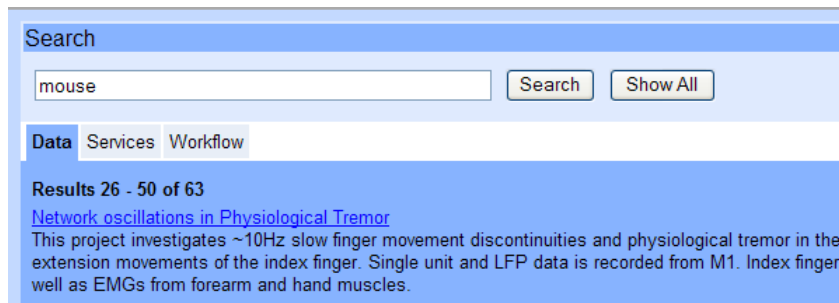 Search
mouse Search Show All
Data Services Workflow
Results 26 - 50 of 63
Network oscillations in Physiological Tremor
This project investigates ~10Hz slow finger movement discontinuities and physiological tremor in the
extension movements of the index finger. Single unit and LFP data is recorded from M1. Index finger
well as EMGs from forearm and hand muscles.